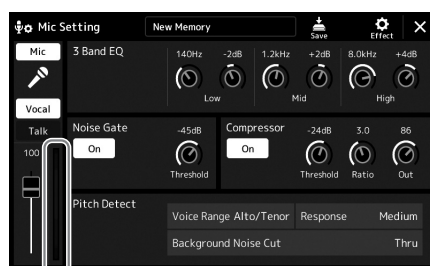 Mic Setting New Memory Save Effect
Mic
Vocal
Talk
100
3 Band EQ
140Hz -2dB 1.2kHz +2dB 8.0kHz +4dB
Low Mid High
Noise Gate -45dB
On
Threshold
Compressor -24dB 3.0 86
On
Threshold Ratio Out
Pitch Detect
Voice Range Alto/Tenor Response Medium
Background Noise Cut Thru